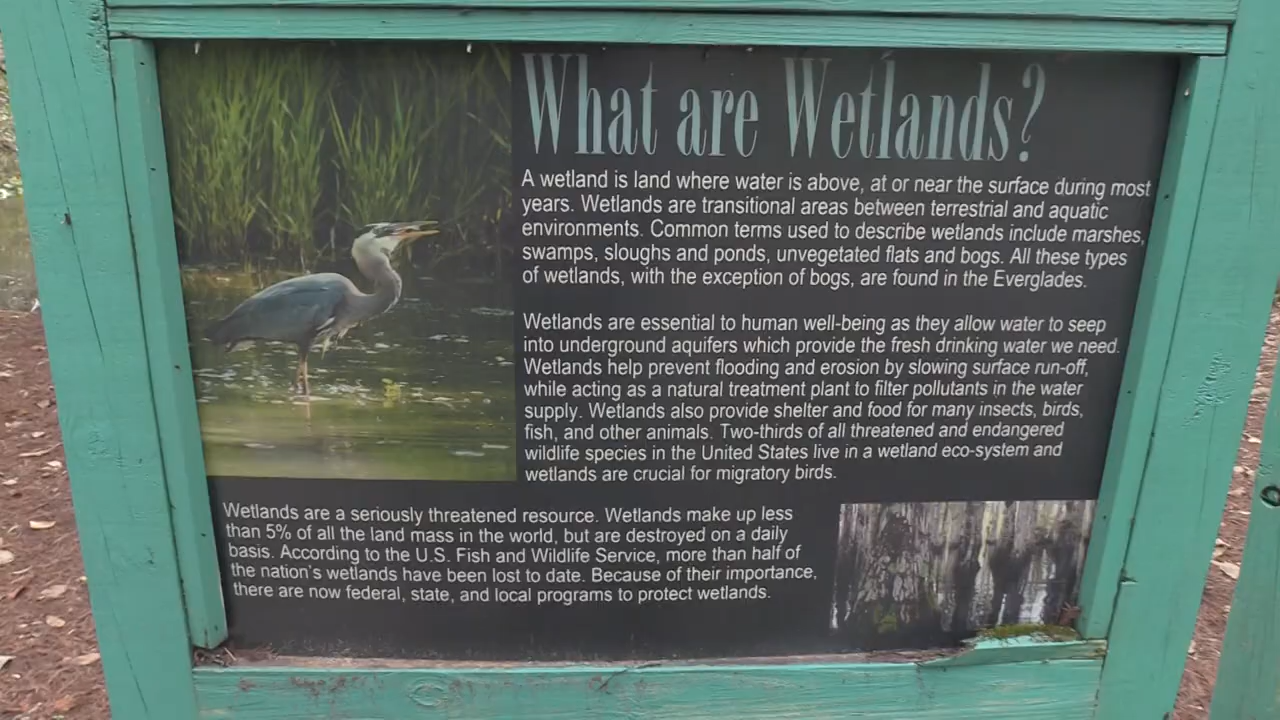 What are Wetlands?
A wetland is land where water is above, at or near the surface during most
years. Wetlands are transitional areas between terrestrial and aquatic
environments. Common terms used to describe wetlands include marshes,
swamps, sloughs and ponds, unvegetated flats and bogs. All these types
of wetlands, with the exception of bogs, are found in the Everglades.
Wetlands are essential to human well-being as they allow water to seep
into underground aquifers which provide the fresh drinking water we need.
Wetlands help prevent flooding and erosion by slowing surface run-off,
while acting as a natural treatment plant to filter pollutants in the water
supply. Wetlands also provide shelter and food for many insects, birds,
fish, and other animals. Two-thirds of all threatened and endangered
wildlife species in the United States live in a wetland eco-system and
wetlands are crucial for migratory birds.
Wetlands are a seriously threatened resource. Wetlands make up less
than 5% of all the land mass in the world, but are destroyed on a daily
basis. According to the U.S. Fish and Wildlife Service, more than half of
the nation's wetlands have been lost to date. Because of their importance,
there are now federal, state, and local programs to protect wetlands.